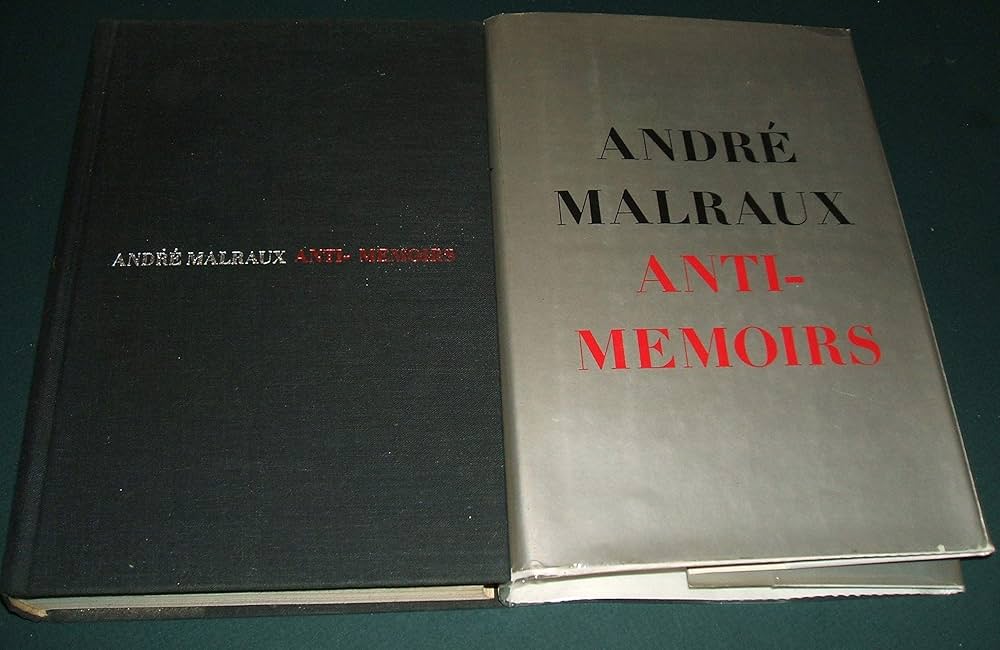 ANDRÉ MALRAUX ANTI- MEMOIRS
ANDRÉ
MALRAUX
ANTI-
MEMOIRS